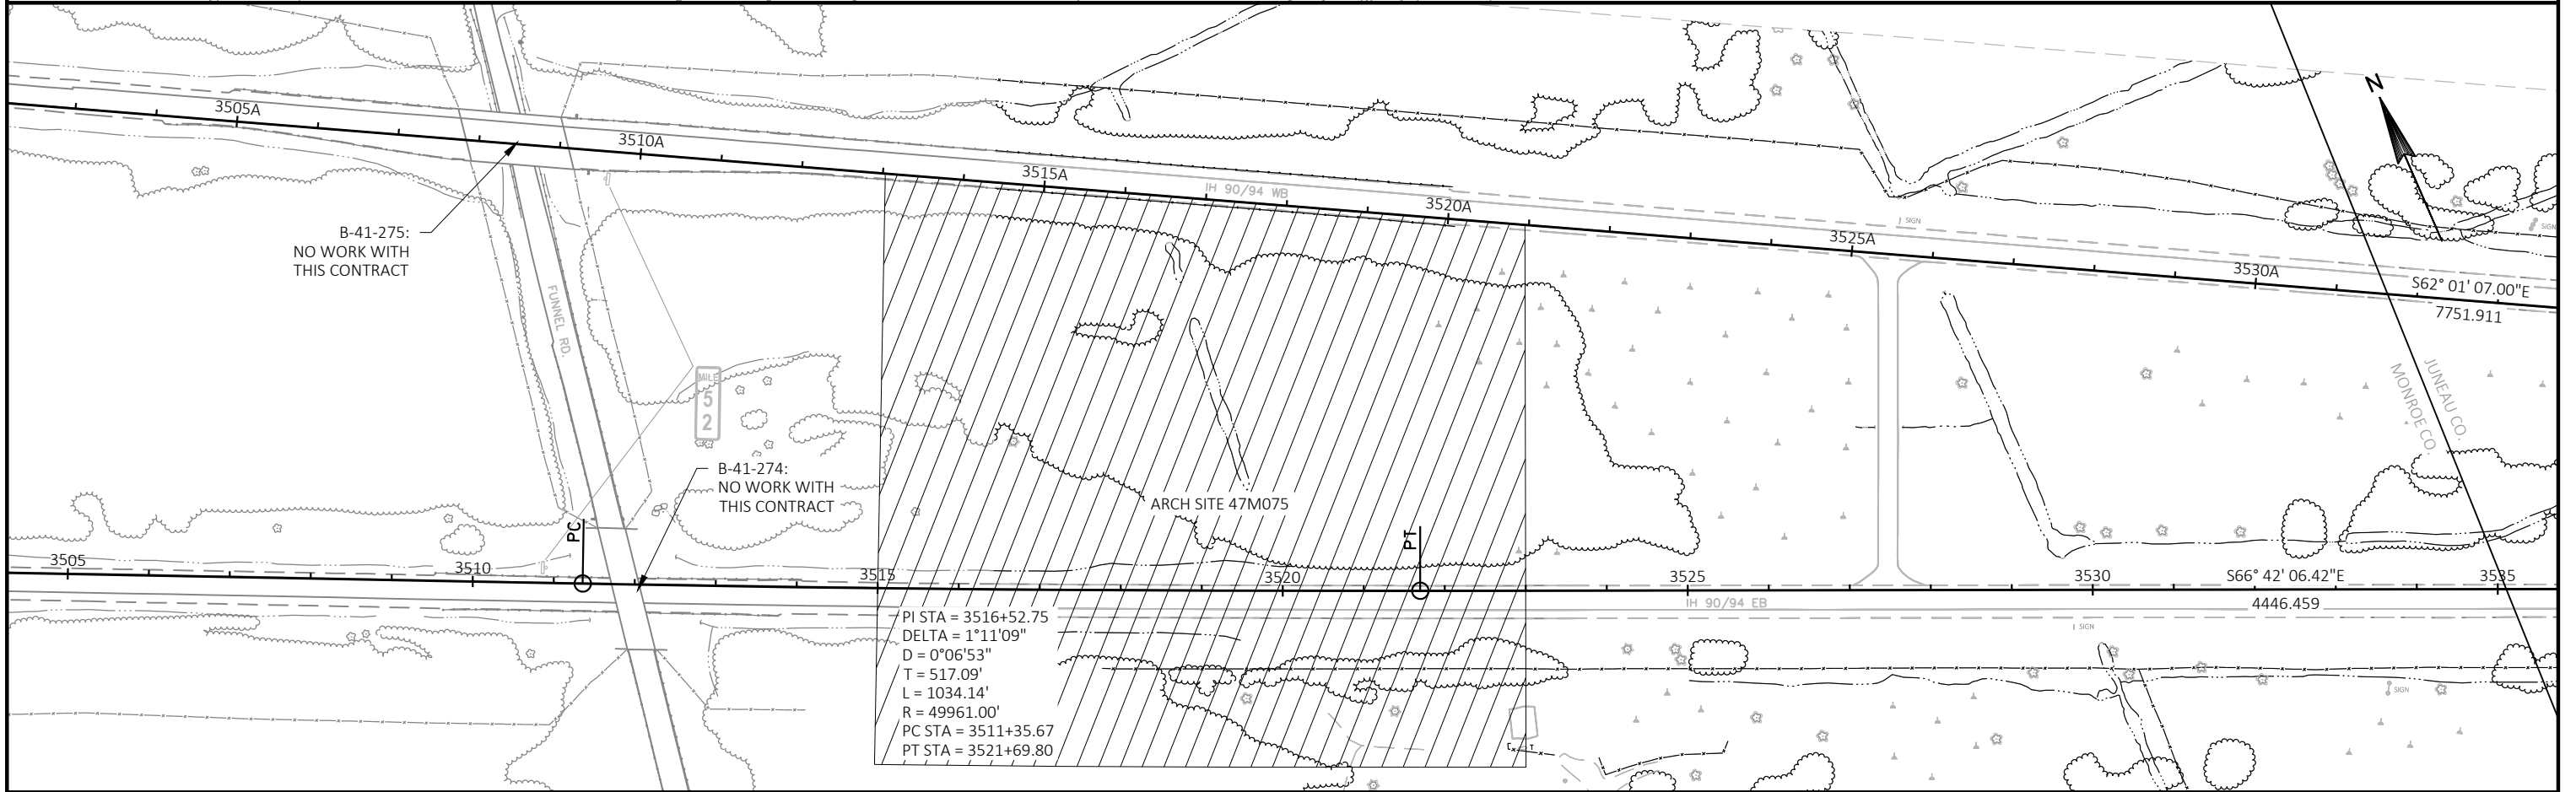 3505A
3510A
3515A
IH 90/94 WB
3520A
3525A
3530A
N
SIGN
SIGN
S62° 01' 07.00"E
7751.911
B-41-275:
NO WORK WITH
THIS CONTRACT
FUNNEL RD.
MILE
5
2
JUNEAU CO.
MONROE CO.
B-41-274:
NO WORK WITH
THIS CONTRACT
ARCH SITE 47M075
PC
PT
3505
3510
3515
3520
3525
3530
S66° 42' 06.42"E
3535
IH 90/94 EB
4446.459
SIGN
SIGN
PI STA = 3516+52.75
DELTA = 1°11'09"
D = 0°06'53"
T = 517.09'
L = 1034.14'
R = 49961.00'
PC STA = 3511+35.67
PT STA = 3521+69.80